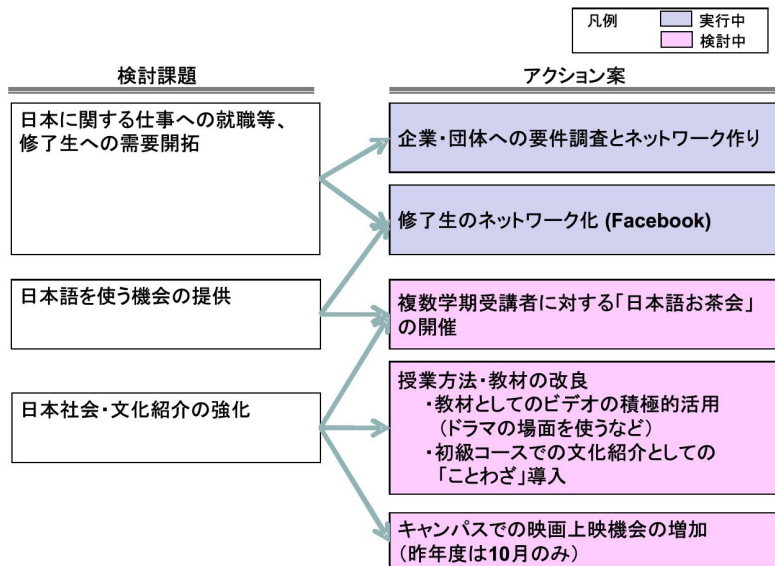 凡例
実行中
検討中
検討課題
アクション案
日本に関する仕事への就職等、
修了生への需要開拓
日本語を使う機会の提供
日本社会・文化紹介の強化
企業・団体への要件調査とネットワーク作り
修了生のネットワーク化 (Facebook)
複数学期受講者に対する「日本語お茶会」
の開催
授業方法・教材の改良
・教材としてのビデオの積極的活用
（ドラマの場面を使うなど）
・初級コースでの文化紹介としての
「ことわざ」導入
キャンパスでの映画上映機会の増加
（昨年度は10月のみ）